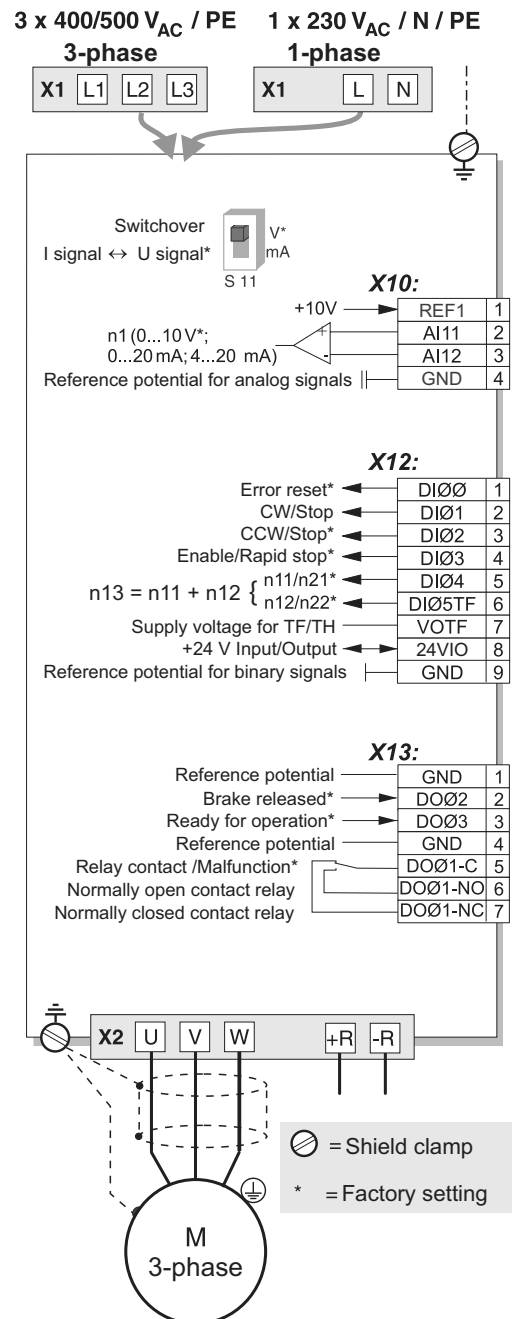 3 x 400/500 VAC / PE 1 x 230 VAC / N / PE
3-phase 1-phase
X1 L1 L2 L3 X1 L N
Switchover
I signal ↔ U signal*
V*
mA
S 11
X10:
+10V REF1 1
n1 (0...10 V*; AI11 2
0...20 mA; 4...20 mA) AI12 3
+
-
Reference potential for analog signals GND 4
X12:
Error reset* DIØØ 1
CW/Stop DIØ1 2
CCW/Stop* DIØ2 3
Enable/Rapid stop* DIØ3 4
n13 = n11 + n12 {
n11/n21* DIØ4 5
n12/n22* DIØ5TF 6
Supply voltage for TF/TH VOTF 7
+24 V Input/Output 24VIO 8
Reference potential for binary signals GND 9
X13:
Reference potential GND 1
Brake released* DOØ2 2
Ready for operation* DOØ3 3
Reference potential GND 4
Relay contact /Malfunction* DOØ1-C 5
Normally open contact relay DOØ1-NO 6
Normally closed contact relay DOØ1-NC 7
X2 U V W +R -R
= Shield clamp
* = Factory setting
M
3-phase